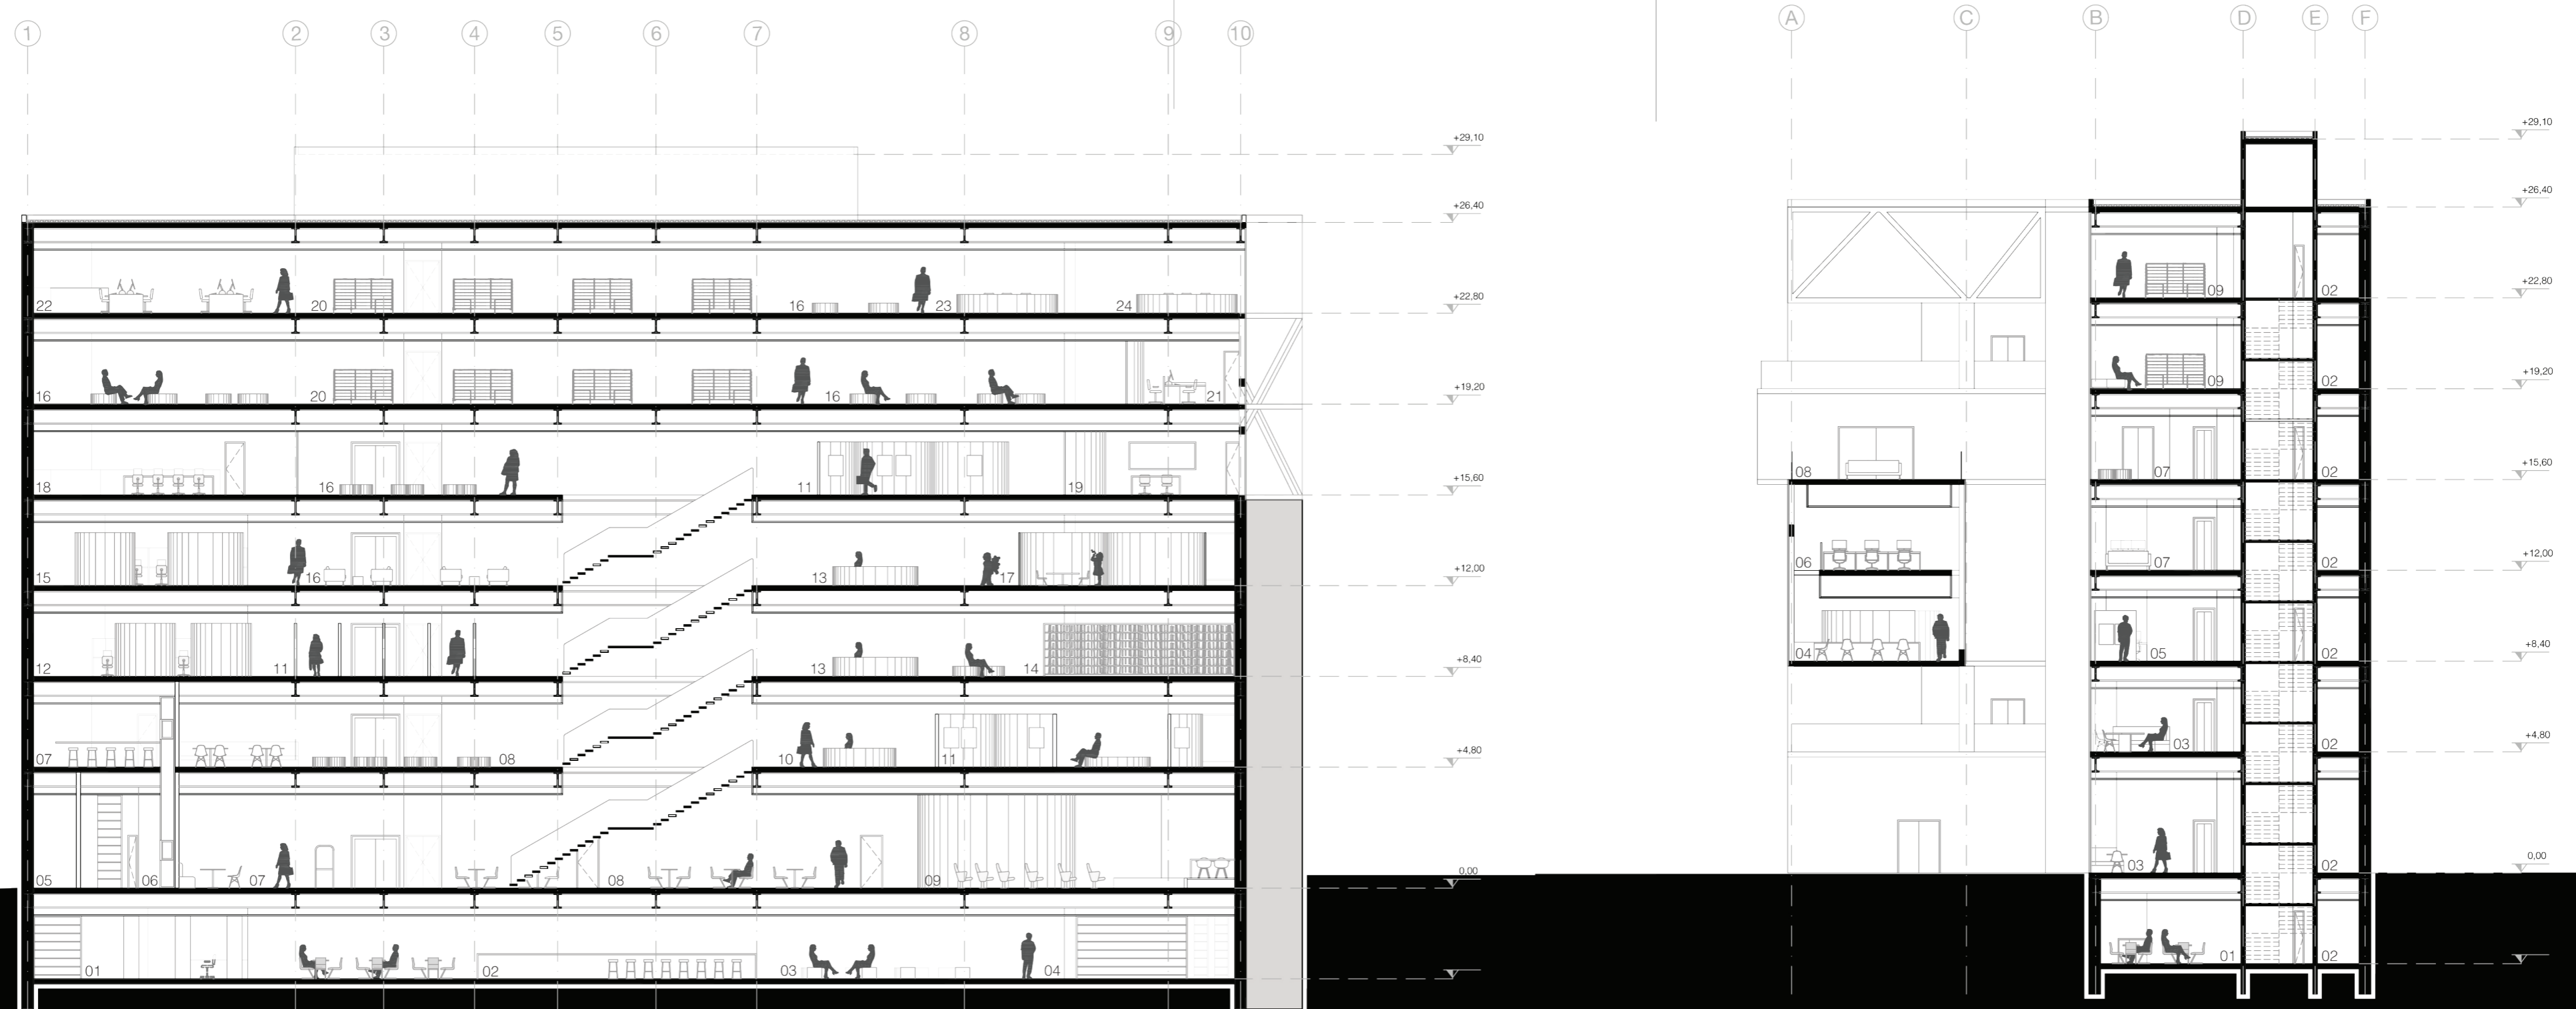 1 2 3 4 5 6 7 8 9 10
+29,10
+26,40
22 20 16 23 24
+22,80
16 20 16 21
+19,20
18 16 11 19
+15,60
15 16 13 17
+12,00
12 11 13 14
+8,40
07 08 10 11
+4,80
05 06 07 08 09
0,00
01 02 03 04
A C B D E F
+29,10
+26,40
09 02
+22,80
09 02
+19,20
08 07 02
+15,60
06 07 02
+12,00
04 05 02
+8,40
03 02
+4,80
03 02
0,00
01 02